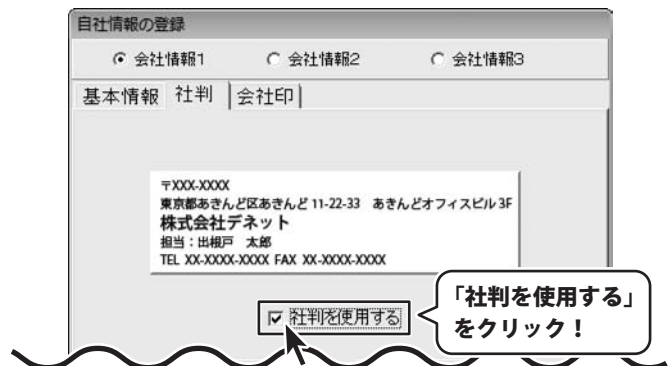 自社情報の登録
会社情報1 会社情報2 会社情報3
基本情報 社判 会社印
〒XXX-XXXX
東京都あきんど区あきんど 11-22-33 あきんどオフィスビル 3F
株式会社デネット
担当:出根戸 太郎
TEL XX-XXXX-XXXX FAX XX-XXXX-XXXX
社判を使用する
「社判を使用する」
をクリック!